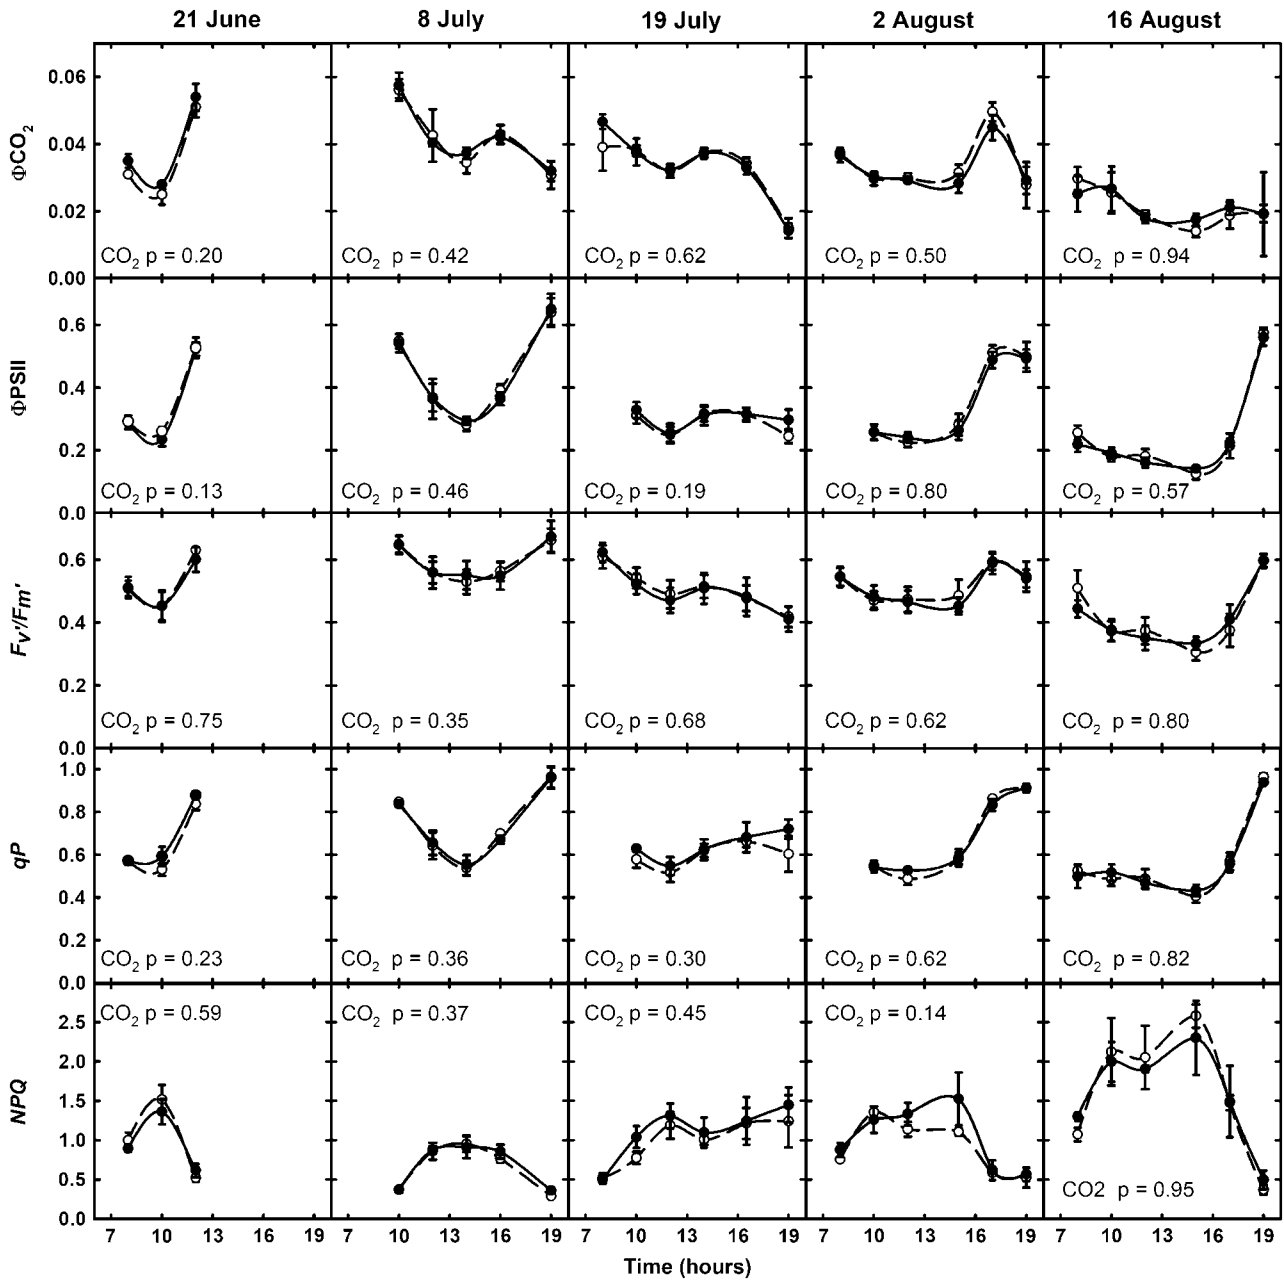 21 June 8 July 19 July 2 August 16 August
0.06
0.04
0.02
0.00
ΦCO2
CO2 p = 0.20 CO2 p = 0.42 CO2 p = 0.62 CO2 p = 0.50 CO2 p = 0.94
0.6
0.4
0.2
0.0
ΦPSII
CO2 p = 0.13 CO2 p = 0.46 CO2 p = 0.19 CO2 p = 0.80 CO2 p = 0.57
0.6
0.4
0.2
0.0
Fv'/Fm'
CO2 p = 0.75 CO2 p = 0.35 CO2 p = 0.68 CO2 p = 0.62 CO2 p = 0.80
1.0
0.8
0.6
0.4
0.2
0.0
qP
CO2 p = 0.23 CO2 p = 0.36 CO2 p = 0.30 CO2 p = 0.62 CO2 p = 0.82
CO2 p = 0.59 CO2 p = 0.37 CO2 p = 0.45 CO2 p = 0.14
2.5
2.0
1.5
1.0
0.5
0.0
NPQ
CO2 p = 0.95
7 10 13 16 19 7 10 13 16 19 7 10 13 16 19 7 10 13 16 19 7 10 13 16 19
Time (hours)